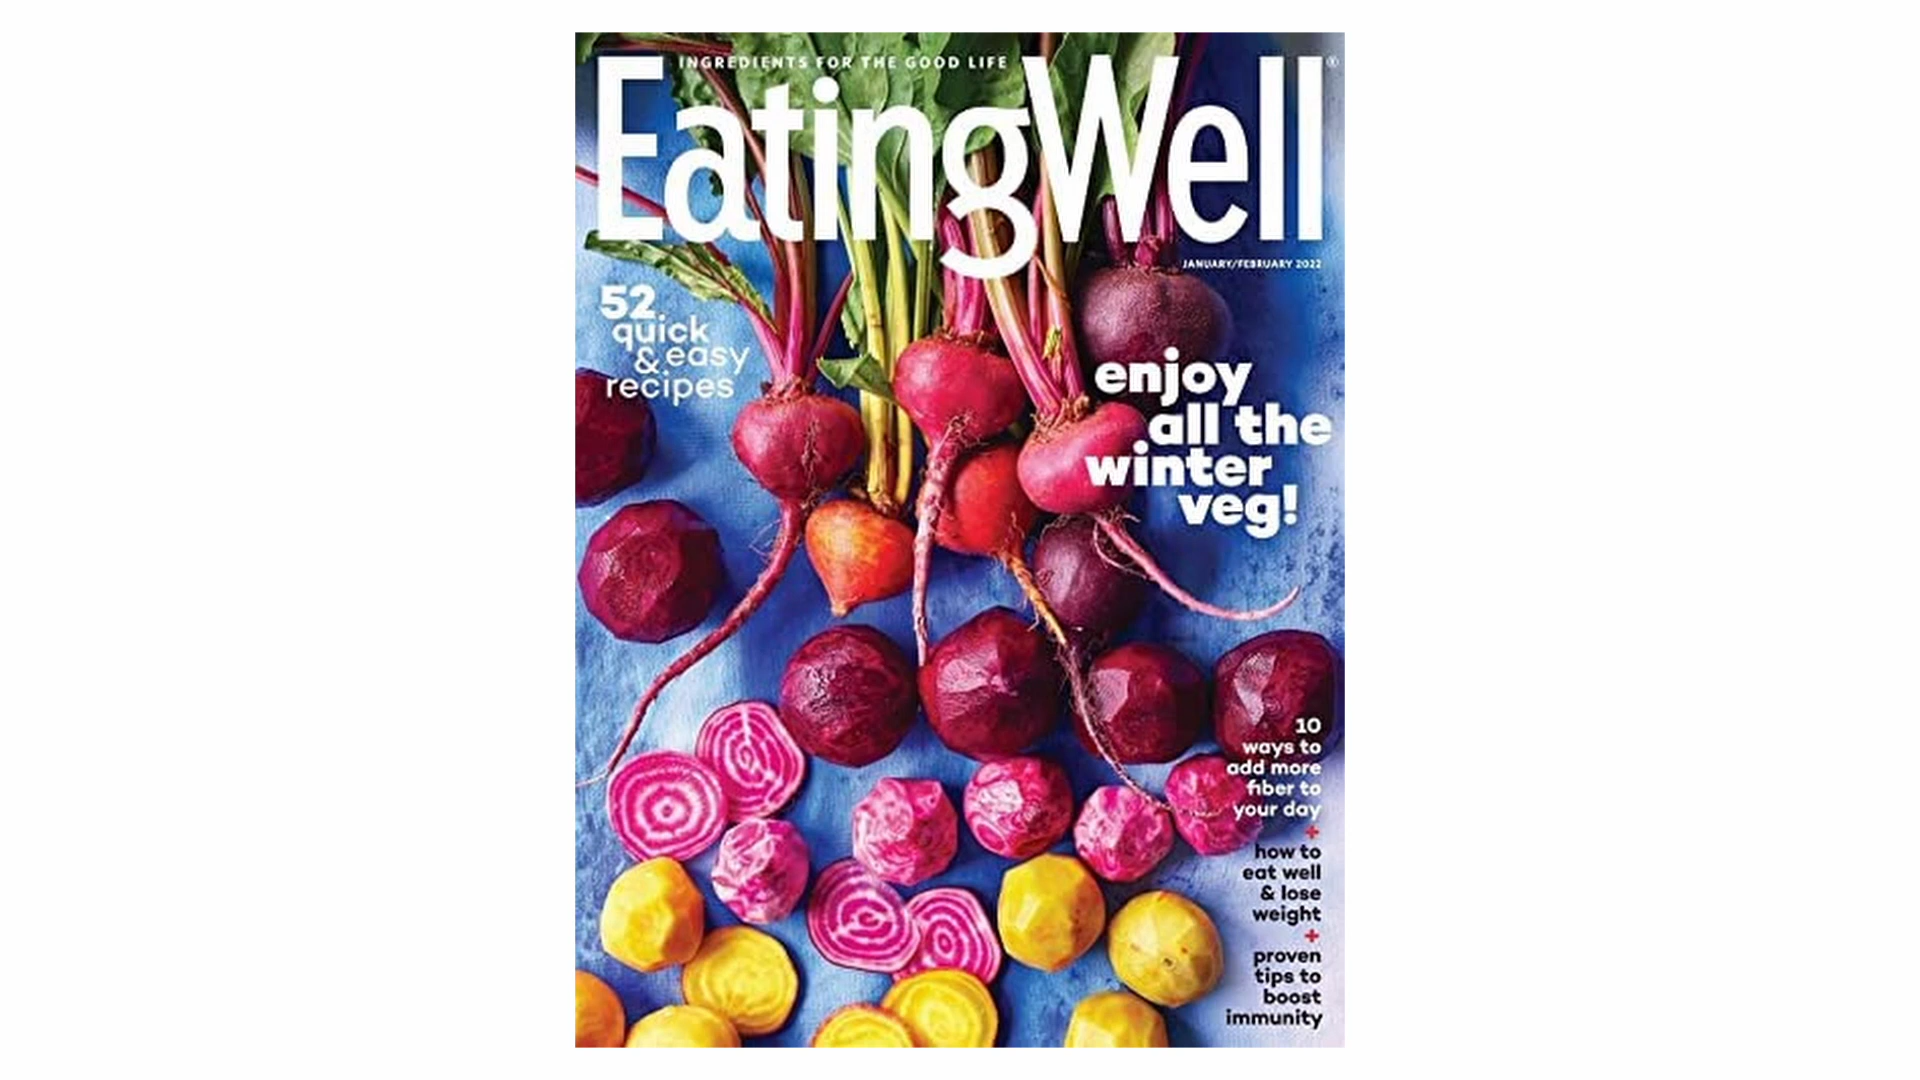 INGREDIENTS FOR THE GOOD LIFE
EatingWell®
JANUARY/FEBRUARY 2022
52
quick
& easy
recipes
enjoy
all the
winter
veg!
10
ways to
add more
fiber to
your day
+
how to
eat well
& lose
weight
+
proven
tips to
boost
immunity